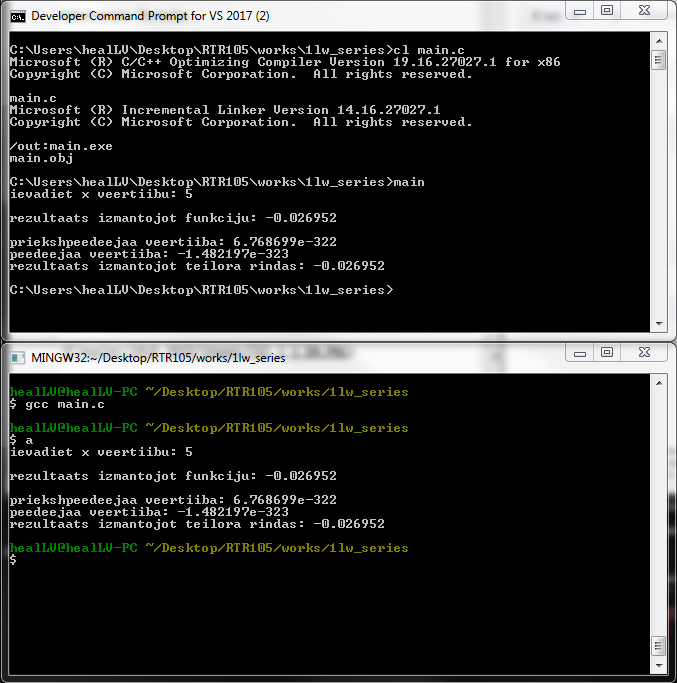 Developer Command Prompt for VS 2017 (2)
C:\Users\healLV\Desktop\RTR105\works\1lw_series>cl main.c
Microsoft (R) C/C++ Optimizing Compiler Version 19.16.27027.1 for x86
Copyright (C) Microsoft Corporation.  All rights reserved.
main.c
Microsoft (R) Incremental Linker Version 14.16.27027.1
Copyright (C) Microsoft Corporation.  All rights reserved.
/out:main.exe
main.obj
C:\Users\healLV\Desktop\RTR105\works\1lw_series>main
ievadiet x veertiibu: 5
rezultaats izmantojot funkciju: -0.026952
priekshpeedeejaa veertiiba: 6.768699e-322
peedeejaa veertiiba: -1.482197e-323
rezultaats izmantojot teilora rindas: -0.026952
C:\Users\healLV\Desktop\RTR105\works\1lw_series>
MINGW32:~/Desktop/RTR105/works/1lw_series
healLV@healLV-PC ~/Desktop/RTR105/works/1lw_series
$ gcc main.c
healLV@healLV-PC ~/Desktop/RTR105/works/1lw_series
$ a
ievadiet x veertiibu: 5
rezultaats izmantojot funkciju: -0.026952
priekshpeedeejaa veertiiba: 6.768699e-322
peedeejaa veertiiba: -1.482197e-323
rezultaats izmantojot teilora rindas: -0.026952
healLV@healLV-PC ~/Desktop/RTR105/works/1lw_series
$